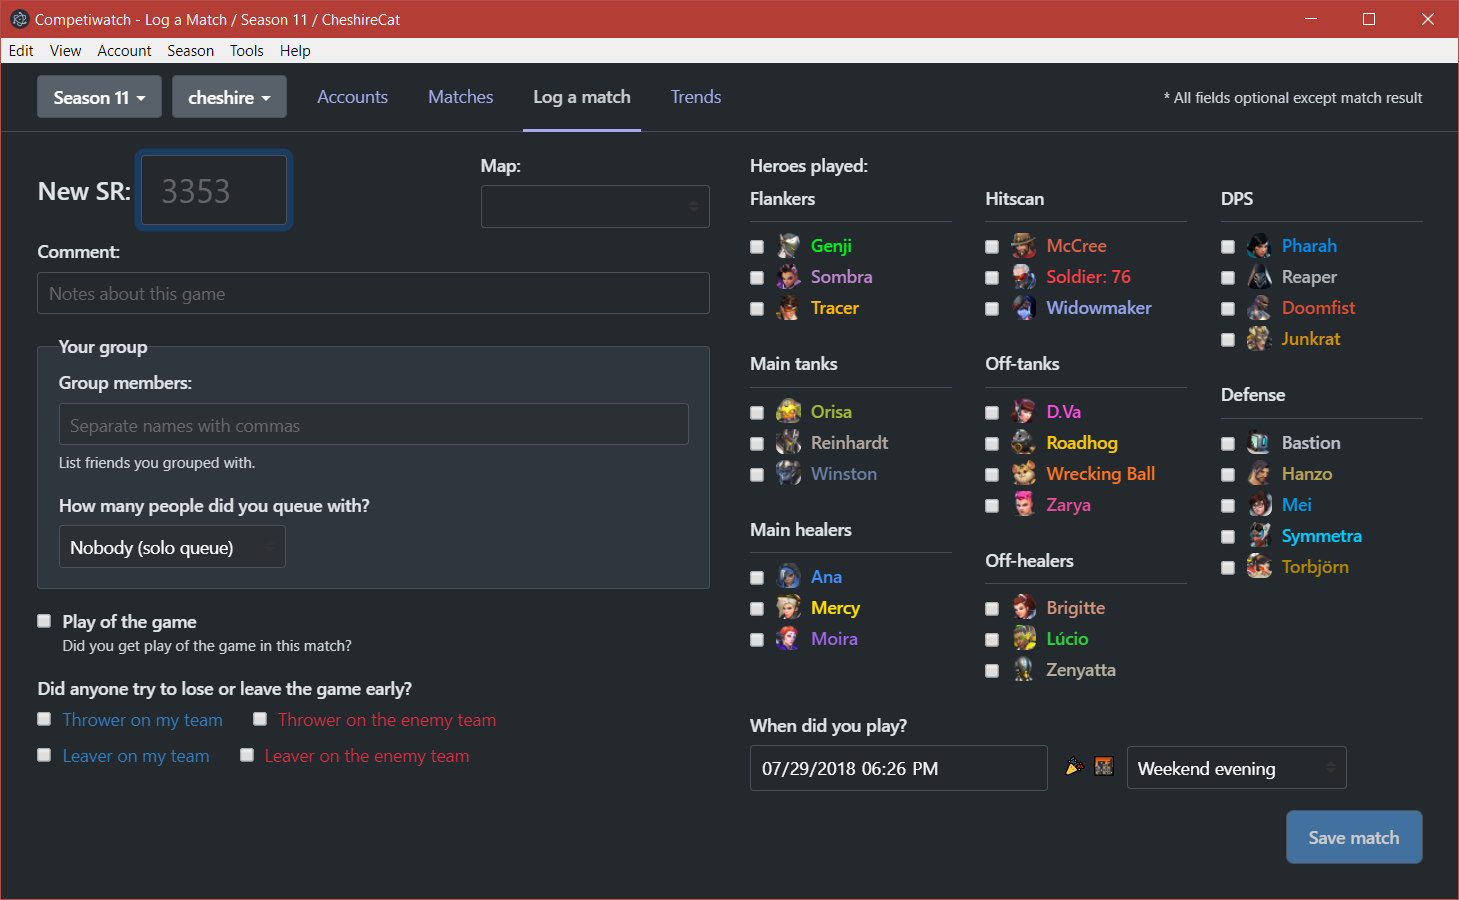 Competiwatch - Log a Match / Season 11 / CheshireCat
Edit View Account Season Tools Help
Season 11 cheshire Accounts Matches Log a match Trends * All fields optional except match result
New SR: 3353
Map:
Comment:
Notes about this game
Your group
Group members:
Separate names with commas
List friends you grouped with.
How many people did you queue with?
Nobody (solo queue)
Play of the game
Did you get play of the game in this match?
Did anyone try to lose or leave the game early?
Thrower on my team Thrower on the enemy team
Leaver on my team Leaver on the enemy team
Heroes played:
Flankers
Genji
Sombra
Tracer
Hitscan
McCree
Soldier: 76
Widowmaker
DPS
Pharah
Reaper
Doomfist
Junkrat
Main tanks
Orisa
Reinhardt
Winston
Off-tanks
D.Va
Roadhog
Wrecking Ball
Zarya
Defense
Bastion
Hanzo
Mei
Symmetra
Torbjörn
Main healers
Ana
Mercy
Moira
Off-healers
Brigitte
Lúcio
Zenyatta
When did you play?
07/29/2018 06:26 PM Weekend evening
Save match